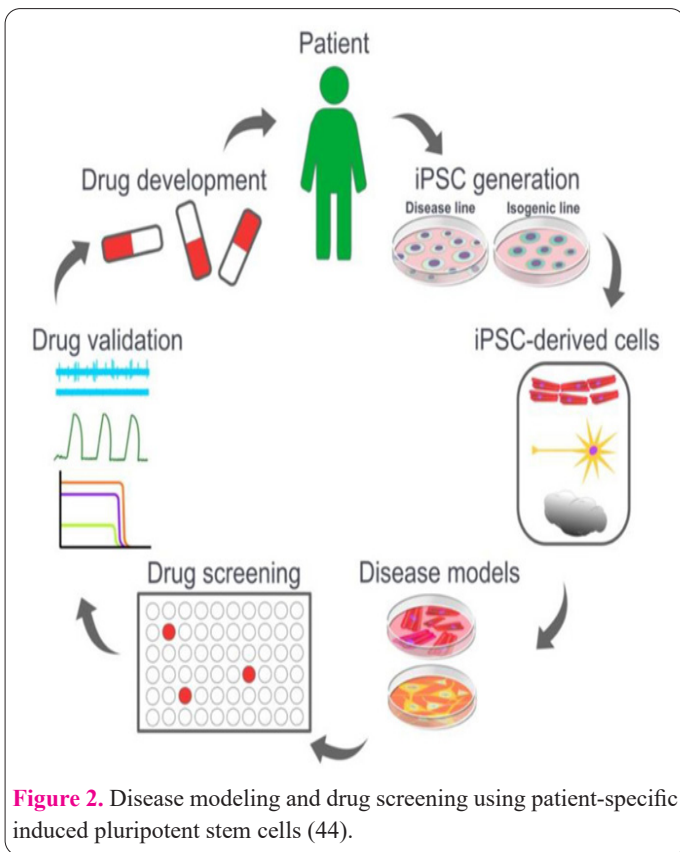 Patient
Drug development
iPSC generation
Disease line Isogenic line
Drug validation
iPSC-derived cells
Drug screening
Disease models
Figure 2. Disease modeling and drug screening using patient-specific
induced pluripotent stem cells (44).